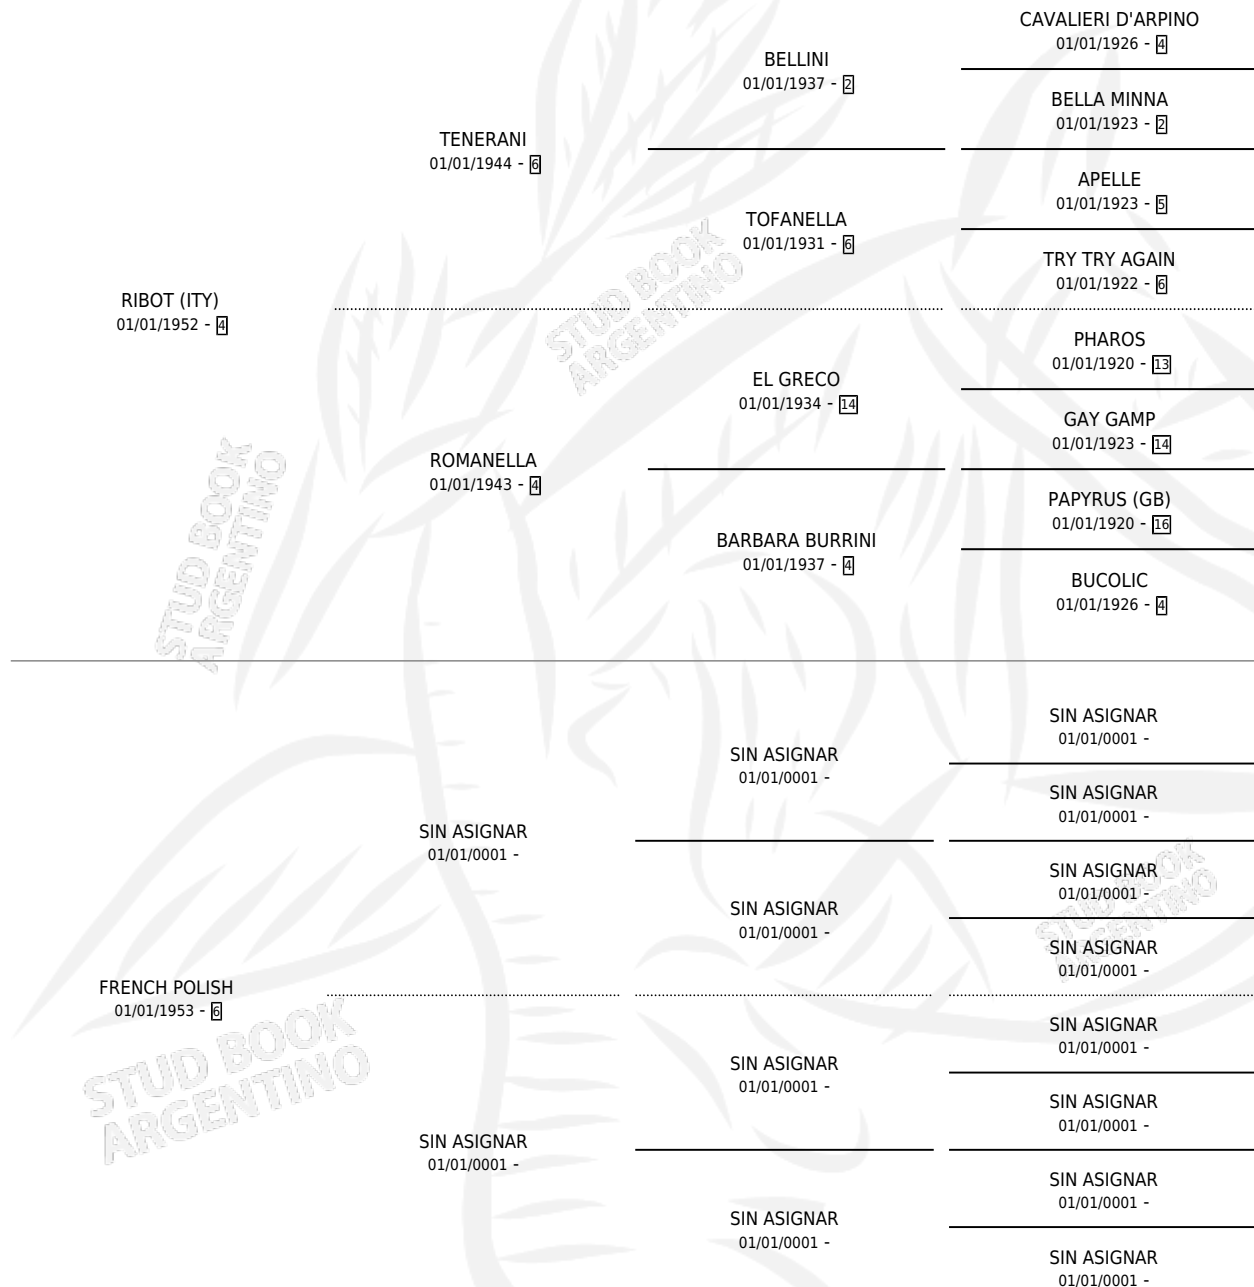 CAVALIERI D'ARPINO
01/01/1926 - 4
BELLINI
01/01/1937 - 2
BELLA MINNA
01/01/1923 - 2
TENERANI
01/01/1944 - 6
APELLE
01/01/1923 - 5
TOFANELLA
01/01/1931 - 6
TRY TRY AGAIN
01/01/1922 - 6
RIBOT (ITY)
01/01/1952 - 4
PHAROS
01/01/1920 - 13
EL GRECO
01/01/1934 - 14
GAY GAMP
01/01/1923 - 14
ROMANELLA
01/01/1943 - 4
PAPYRUS (GB)
01/01/1920 - 16
BARBARA BURRINI
01/01/1937 - 4
BUCOLIC
01/01/1926 - 4
SIN ASIGNAR
01/01/0001 -
SIN ASIGNAR
01/01/0001 -
SIN ASIGNAR
01/01/0001 -
SIN ASIGNAR
01/01/0001 -
SIN ASIGNAR
01/01/0001 -
SIN ASIGNAR
01/01/0001 -
SIN ASIGNAR
01/01/0001 -
FRENCH POLISH
01/01/1953 - 6
SIN ASIGNAR
01/01/0001 -
SIN ASIGNAR
01/01/0001 -
SIN ASIGNAR
01/01/0001 -
SIN ASIGNAR
01/01/0001 -
SIN ASIGNAR
01/01/0001 -
SIN ASIGNAR
01/01/0001 -
SIN ASIGNAR
01/01/0001 -
STUD BOOK
ARGENTINO
STUD BOOK
ARGENTINO
STUD BOOK
ARGENTINO
STUD BOOK
ARGENTINO